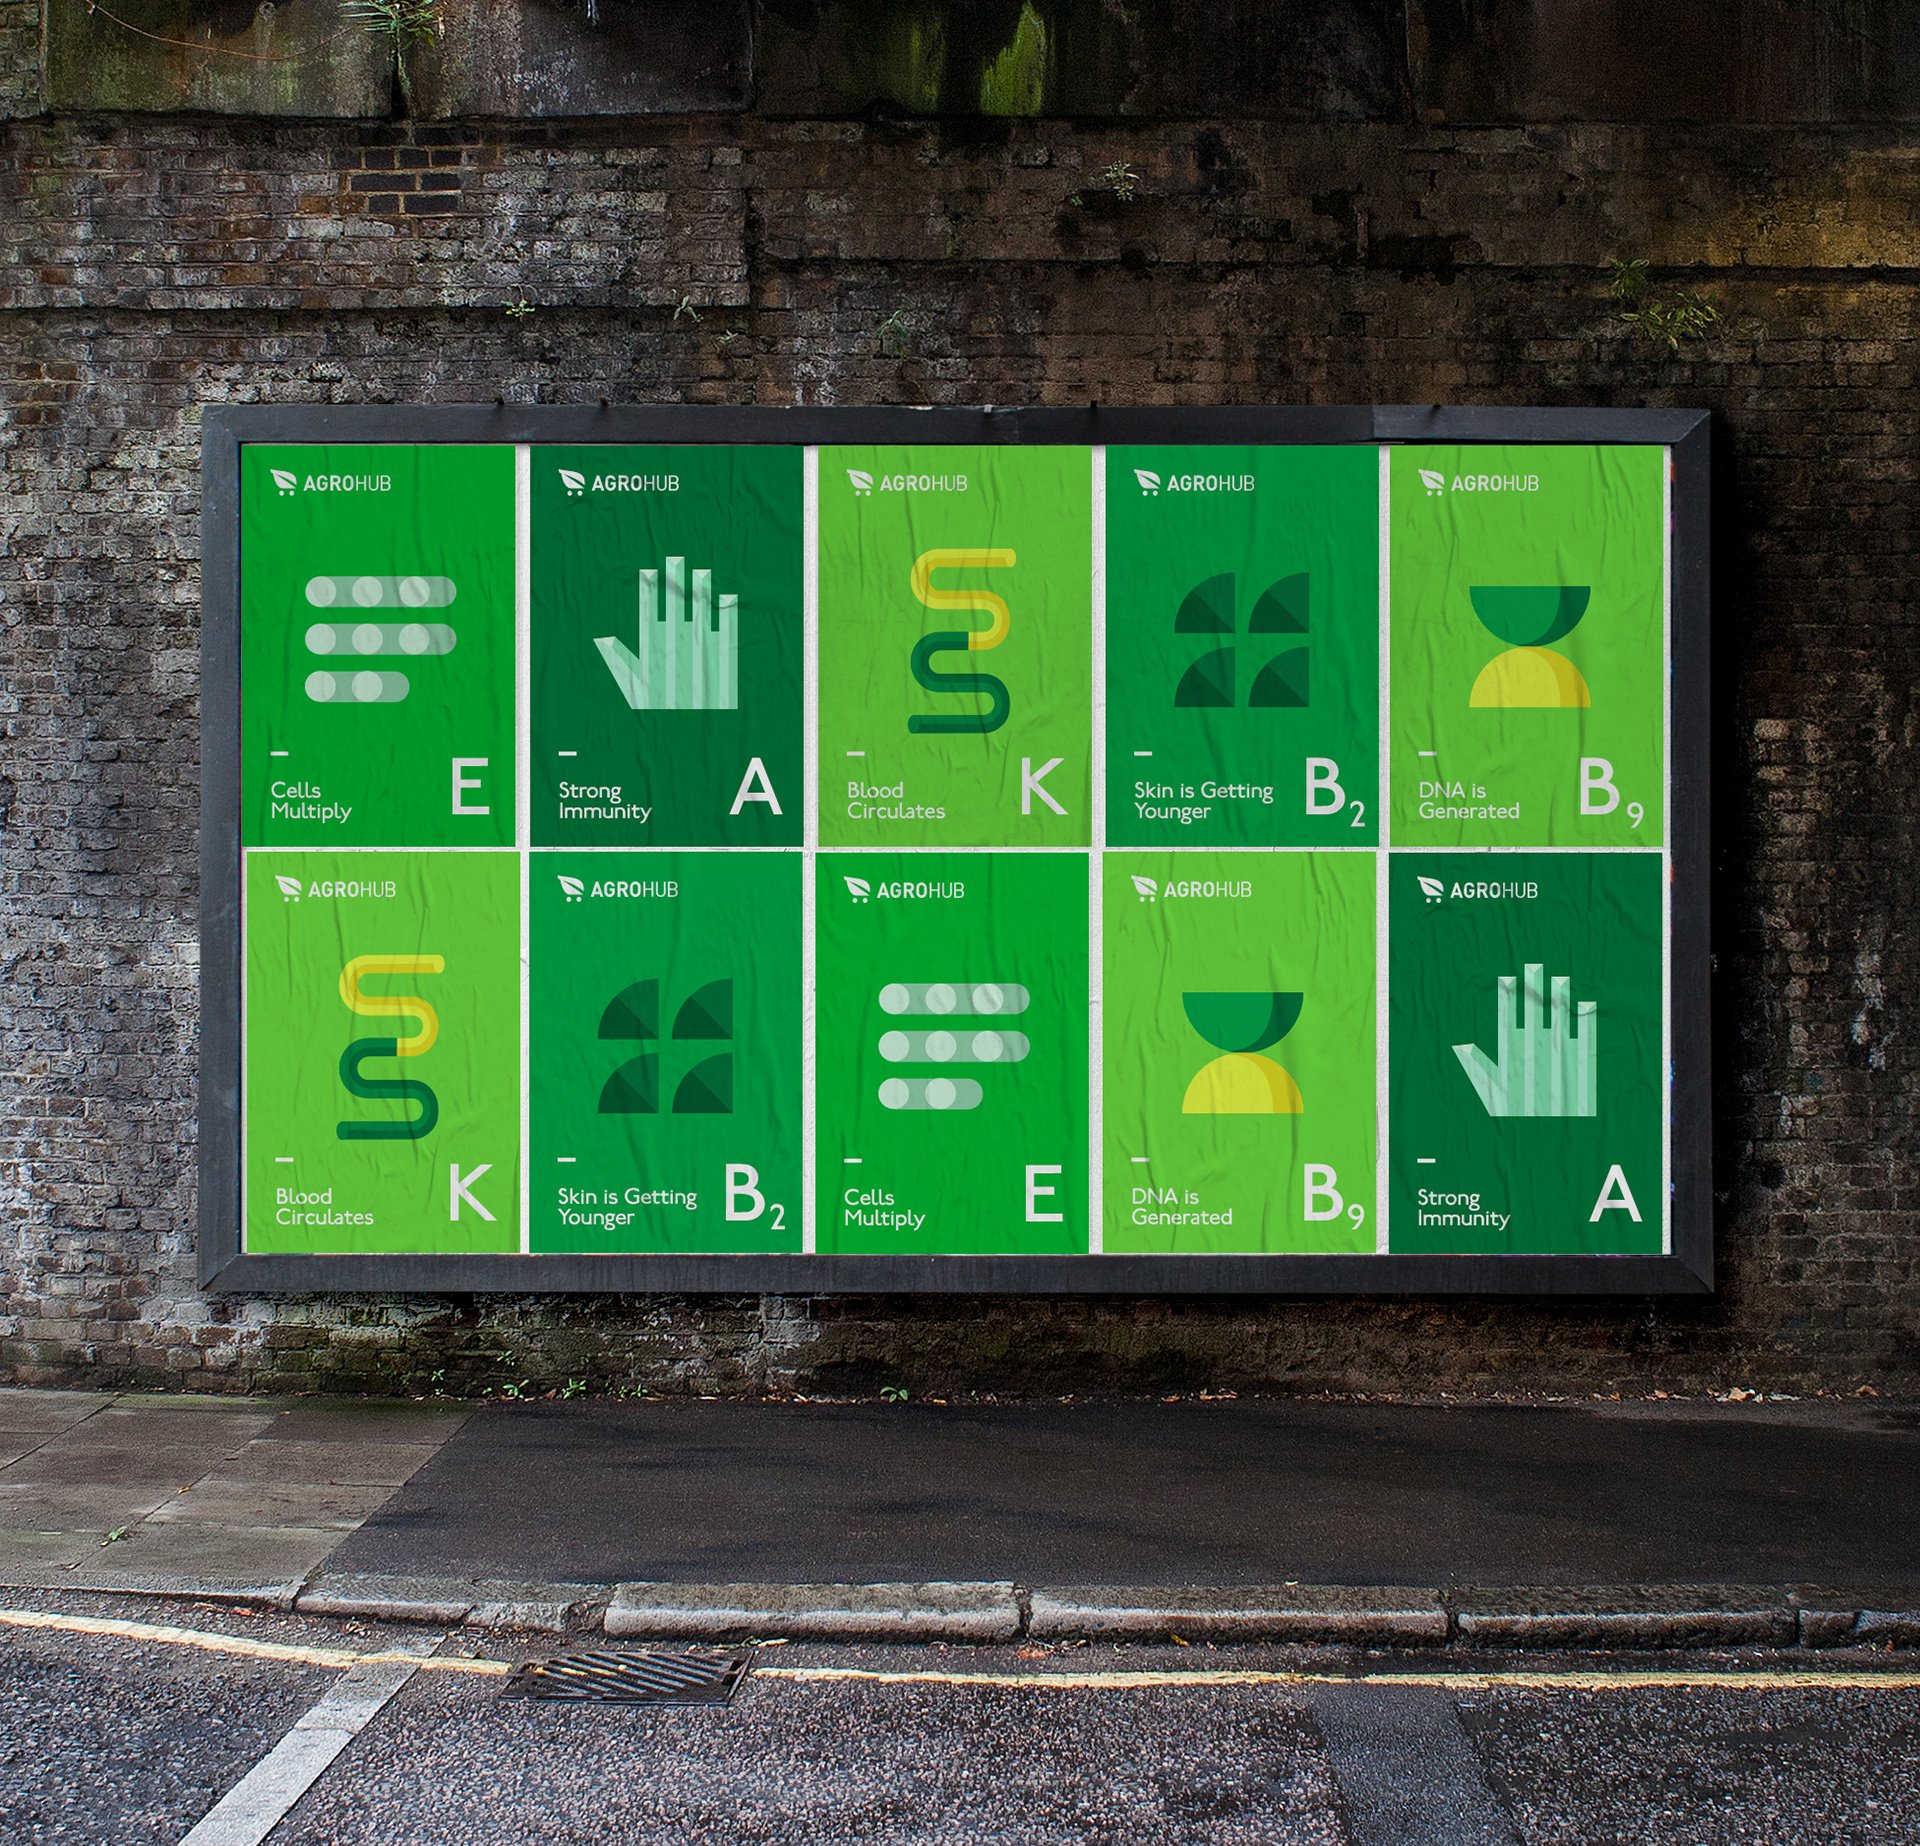 AGROHUB
Cells
Multiply
E
AGROHUB
Strong
Immunity
A
AGROHUB
Blood
Circulates
K
AGROHUB
Skin is Getting
Younger
B2
AGROHUB
DNA is
Generated
B9
AGROHUB
Blood
Circulates
K
AGROHUB
Skin is Getting
Younger
B2
AGROHUB
Cells
Multiply
E
AGROHUB
DNA is
Generated
B9
AGROHUB
Strong
Immunity
A